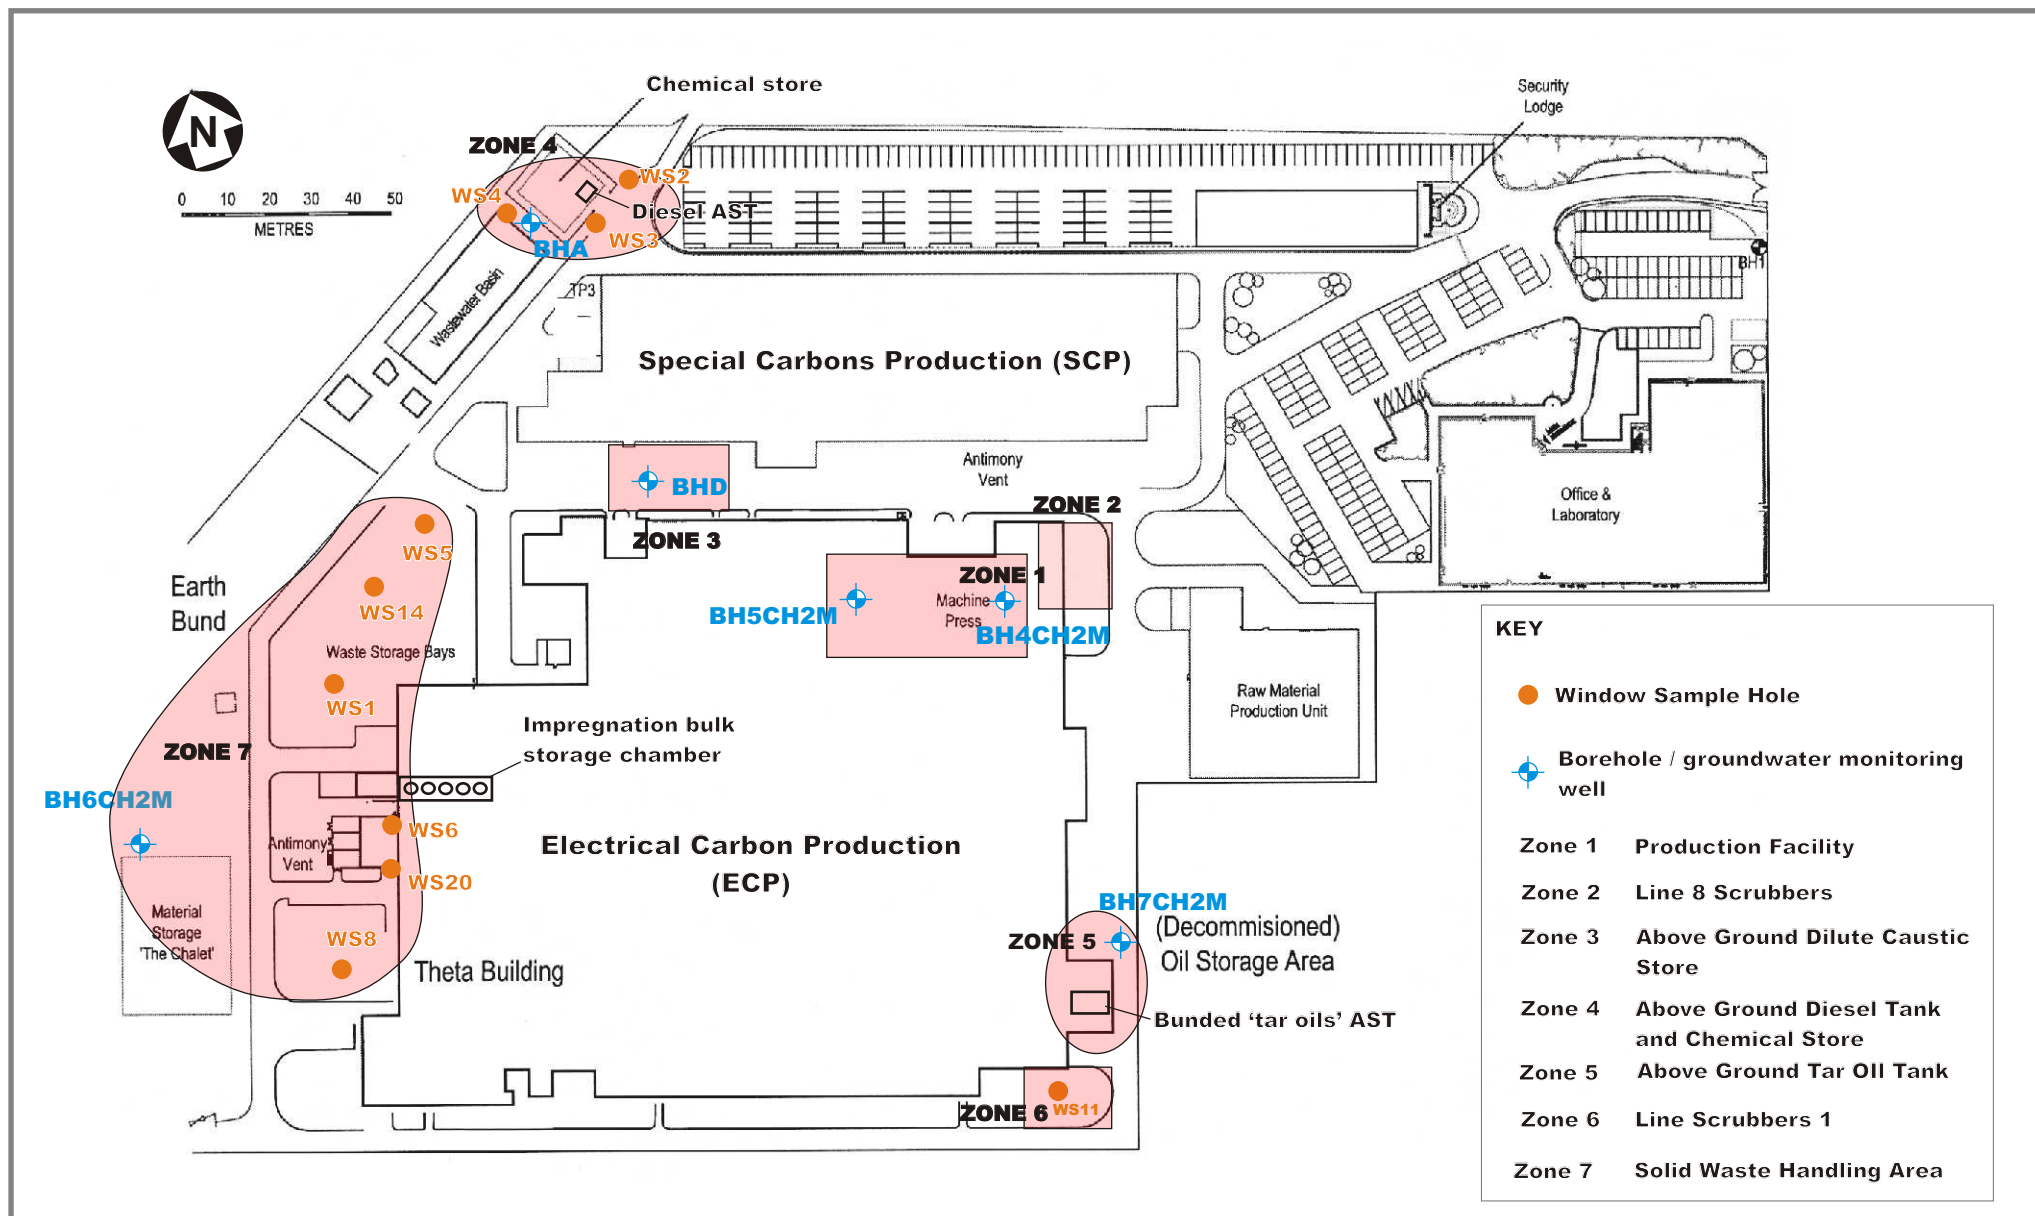 Chemical store
Security
Lodge
N
ZONE 4
WS2
WS4
Diesel AST
0 10 20 30 40 50
METRES
WS3
BHA
BH1
TP3
Wastewater Basin
Special Carbons Production (SCP)
Antimony
Vent
BHD
ZONE 2
Office &
Laboratory
ZONE 3
WS5
Earth
Bund
WS14
ZONE 1
Machine
Press
BH5CH2M
BH4CH2M
Waste Storage Bays
WS1
Raw Material
Production Unit
Impregnation bulk
storage chamber
ZONE 7
BH6CH2M
WS6
Antimony
Vent
WS20
Electrical Carbon Production
(ECP)
Material
Storage
'The Chalet'
WS8
Theta Building
BH7CH2M
ZONE 5
(Decommisioned)
Oil Storage Area
Bunded ‘tar oils’ AST
ZONE 6
WS11
KEY
Window Sample Hole
Borehole / groundwater monitoring
well
Zone 1 Production Facility
Zone 2 Line 8 Scrubbers
Zone 3 Above Ground Dilute Caustic
Store
Zone 4 Above Ground Diesel Tank
and Chemical Store
Zone 5 Above Ground Tar OIl Tank
Zone 6 Line Scrubbers 1
Zone 7 Solid Waste Handling Area